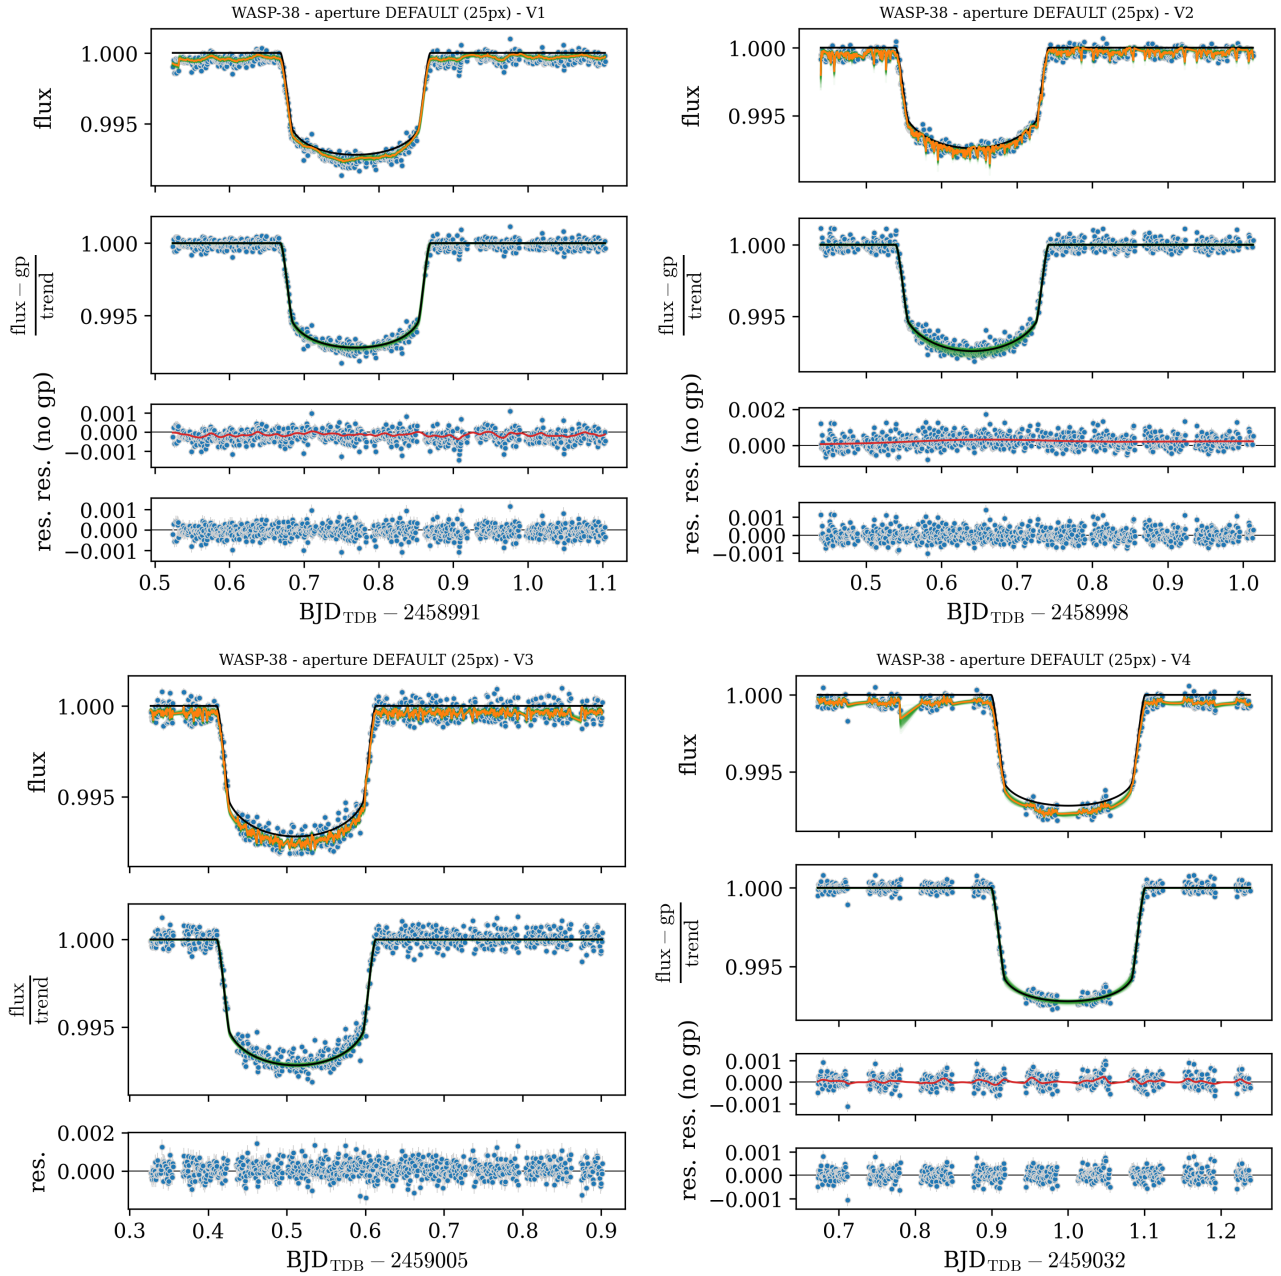 WASP-38 - aperture DEFAULT (25px) - V1
1.000
0.995
flux
1.000
0.995
flux − gp
trend
0.001
0.000
−0.001
res. (no gp)
0.001
0.000
−0.001
res.
0.5 0.6 0.7 0.8 0.9 1.0 1.1
BJD_TDB − 2458991
WASP-38 - aperture DEFAULT (25px) - V2
1.000
0.995
flux
1.000
0.995
flux − gp
trend
0.002
0.000
res. (no gp)
0.001
0.000
−0.001
res.
0.5 0.6 0.7 0.8 0.9 1.0
BJD_TDB − 2458998
WASP-38 - aperture DEFAULT (25px) - V3
1.000
0.995
flux
1.000
0.995
flux
trend
0.002
0.000
res.
0.3 0.4 0.5 0.6 0.7 0.8 0.9
BJD_TDB − 2459005
WASP-38 - aperture DEFAULT (25px) - V4
1.000
0.995
flux
1.000
0.995
flux − gp
trend
0.001
0.000
−0.001
res. (no gp)
0.001
0.000
−0.001
res.
0.7 0.8 0.9 1.0 1.1 1.2
BJD_TDB − 2459032